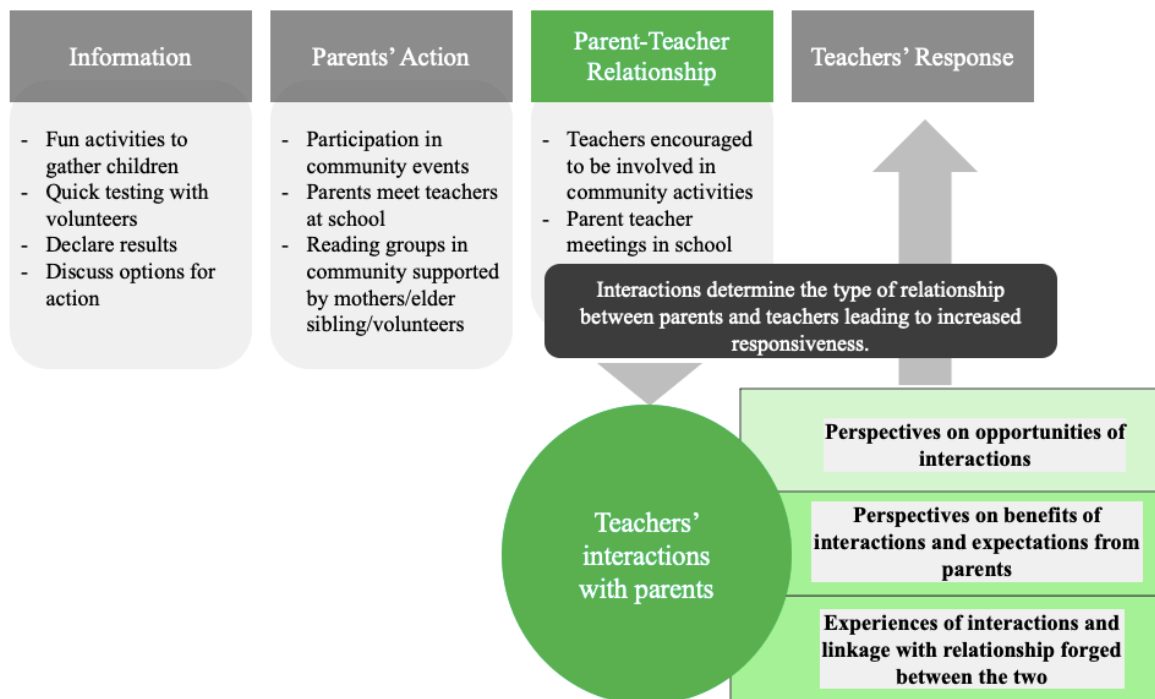 Information
- Fun activities to
gather children
- Quick testing with
volunteers
- Declare results
- Discuss options for
action
Parents’ Action
- Participation in
community events
- Parents meet teachers
at school
- Reading groups in
community supported
by mothers/elder
sibling/volunteers
Parent-Teacher
Relationship
- Teachers encouraged
to be involved in
community activities
- Parent teacher
meetings in school
Teachers’ Response
Interactions determine the type of relationship
between parents and teachers leading to increased
responsiveness.
Teachers’
interactions
with parents
Perspectives on opportunities of
interactions
Perspectives on benefits of
interactions and expectations from
parents
Experiences of interactions and
linkage with relationship forged
between the two